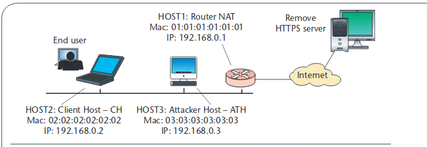 HOST1: Router NAT
Mac: 01:01:01:01:01:01
IP: 192.168.0.1
Remove
HTTPS server
End user
Internet
HOST2: Client Host – CH
Mac: 02:02:02:02:02:02
IP: 192.168.0.2
HOST3: Attacker Host – ATH
Mac: 03:03:03:03:03:03
IP: 192.168.0.3